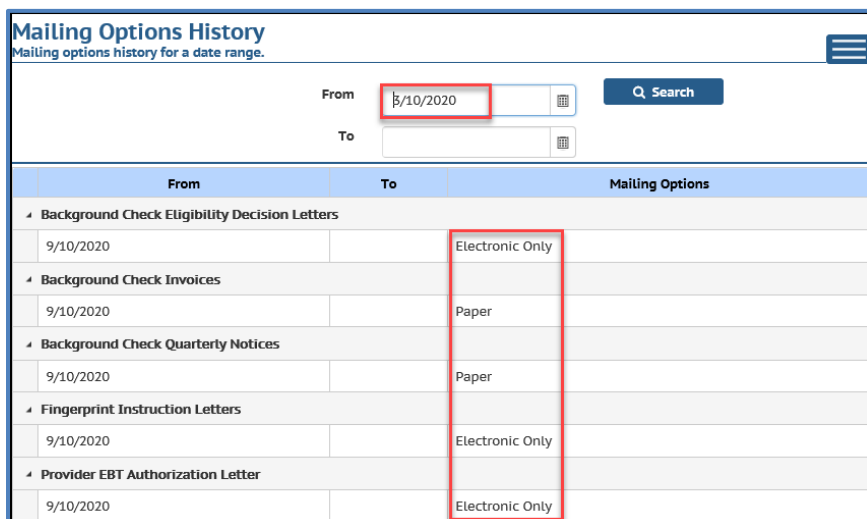 Mailing Options History
Mailing options history for a date range.
From 3/10/2020 Search
To
From To Mailing Options
Background Check Eligibility Decision Letters
9/10/2020 Electronic Only
Background Check Invoices
9/10/2020 Paper
Background Check Quarterly Notices
9/10/2020 Paper
Fingerprint Instruction Letters
9/10/2020 Electronic Only
Provider EBT Authorization Letter
9/10/2020 Electronic Only